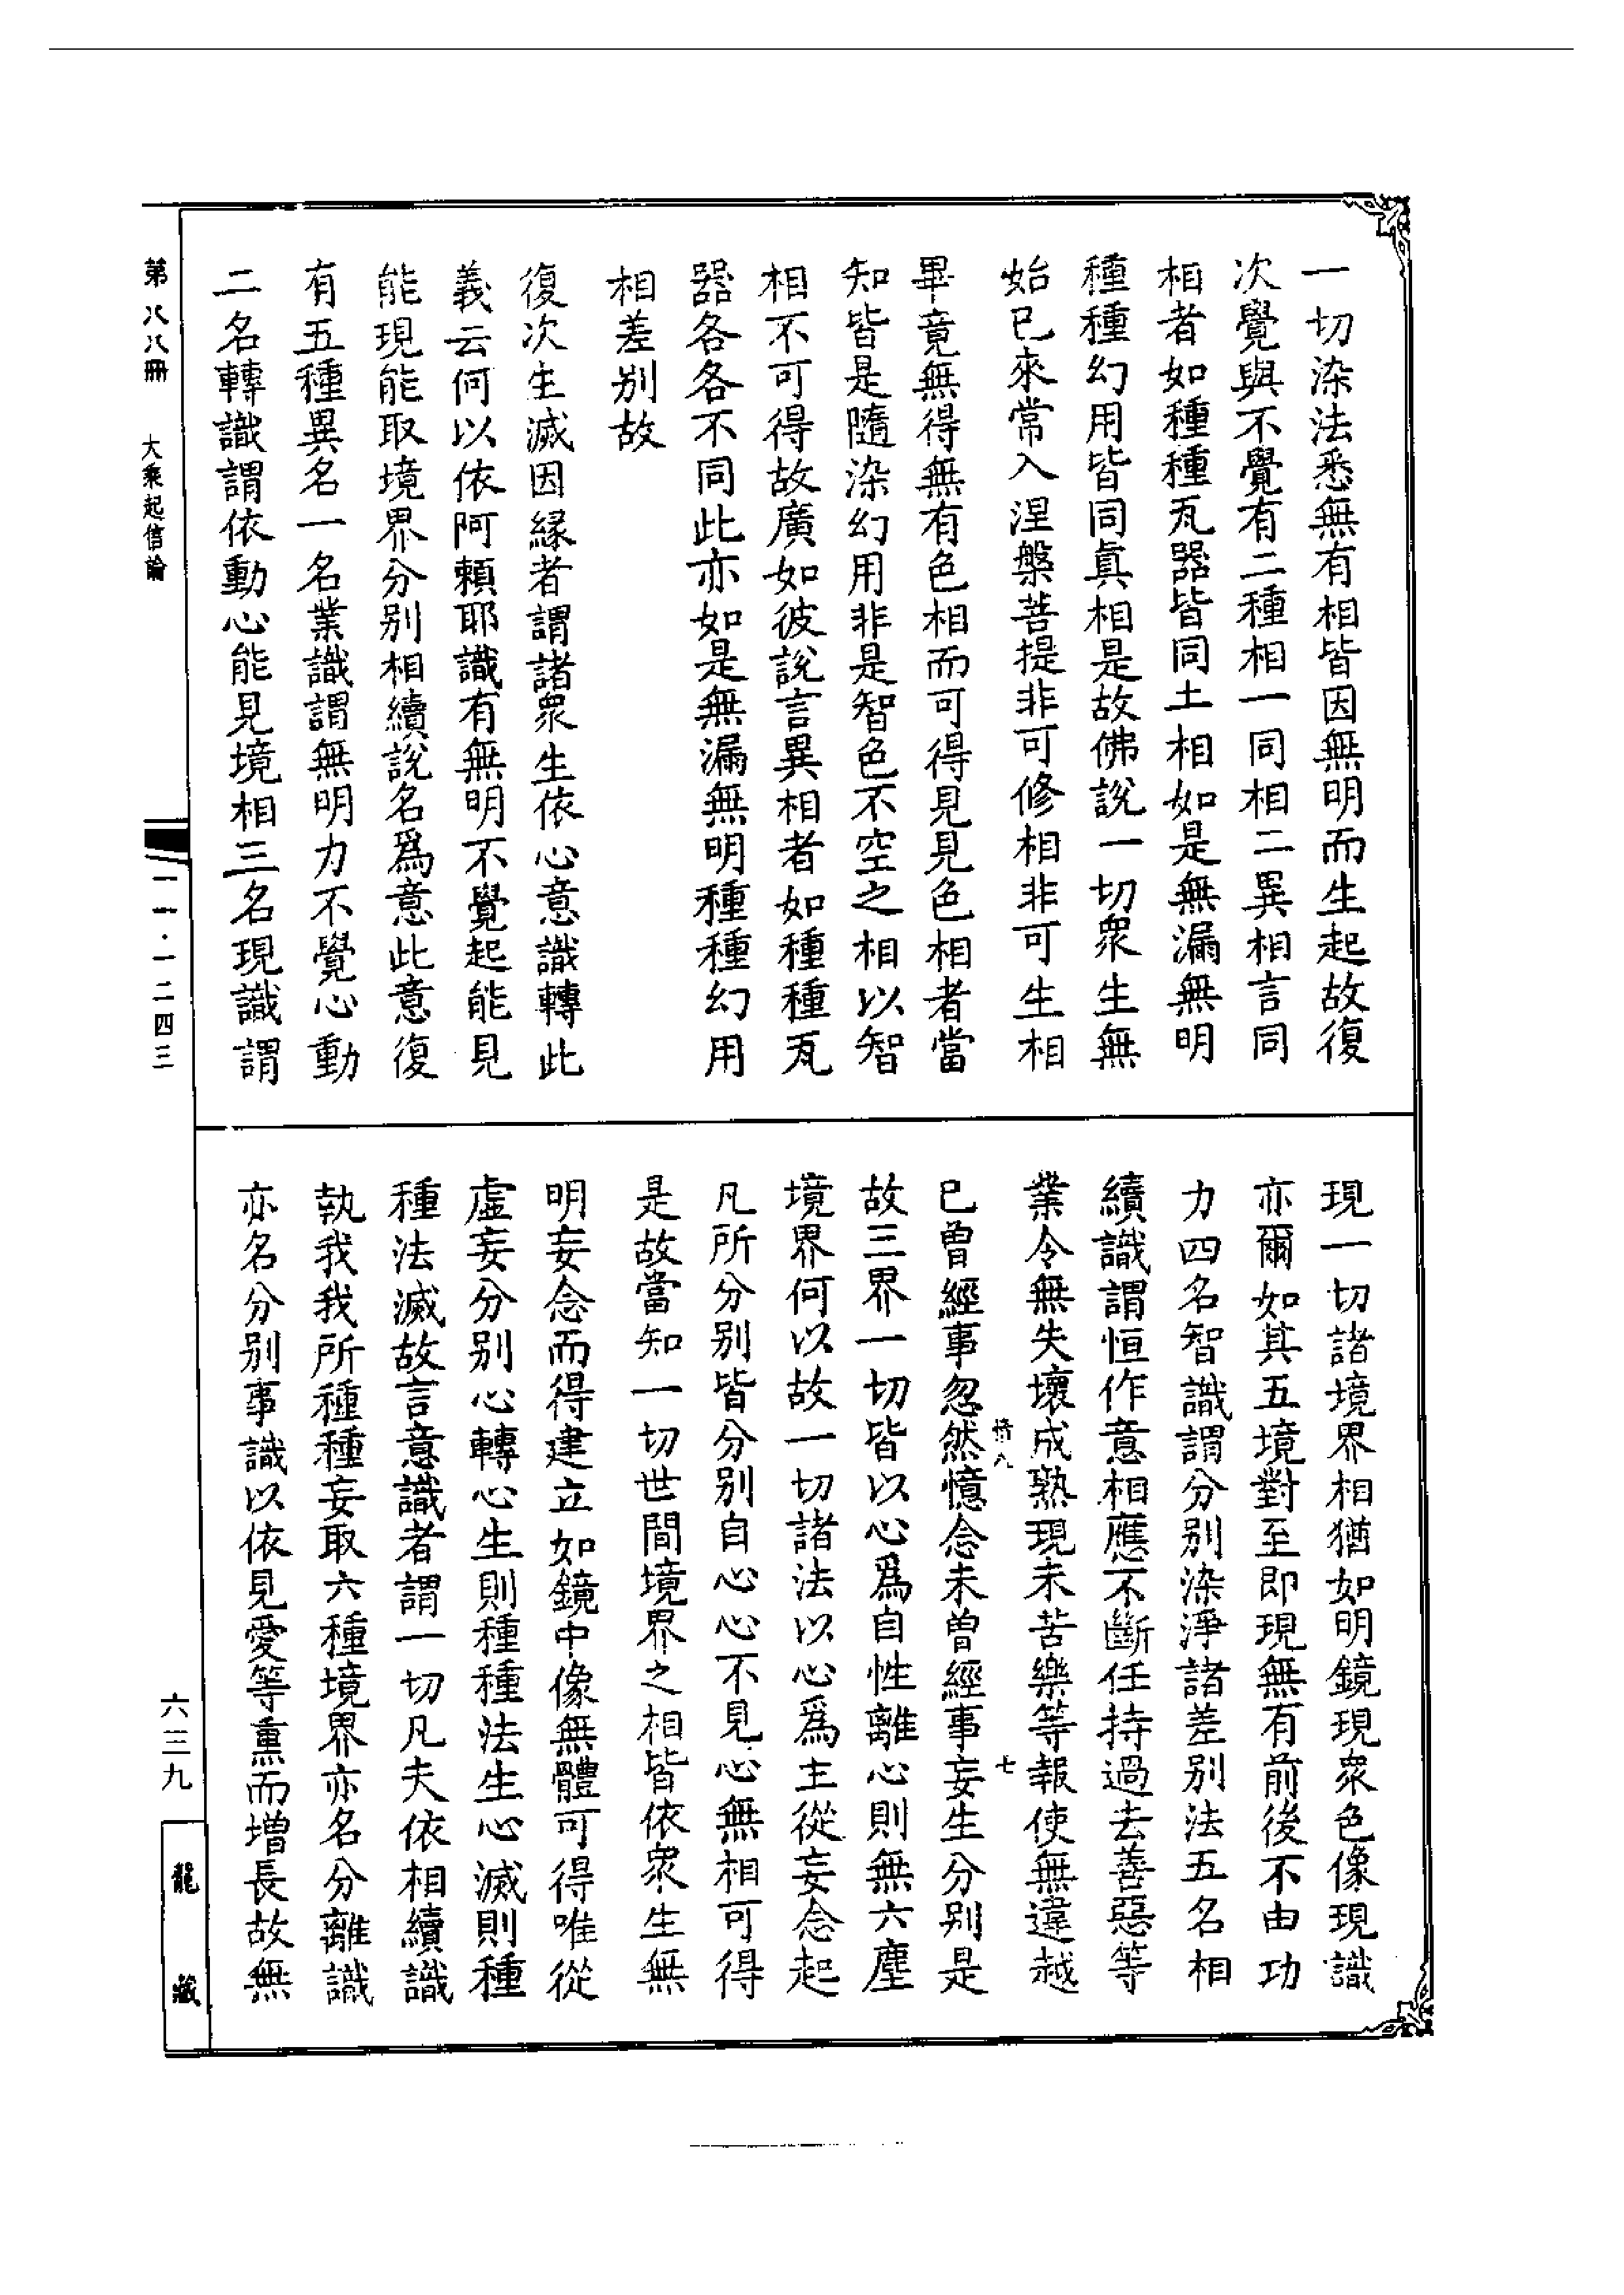 一切染法悉無有相皆因無明而生起故復
次覺與不覺有二種相一同相二異相言同
相者如種種瓦器皆同土相如是無漏無明
種種幻用皆同真相是故佛說一切衆生無
始已來常入涅槃菩提非可修相非可生相
畢竟無得無有色相而可得見見色相者當
知皆是隨染幻用非是智色不空之相以智
相不可得故廣如彼說言異相者如種種瓦
器各各不同此亦如是無漏無明種種幻用
相差别故
復次生滅因縁者謂諸衆生依心意識轉此
義云何以依阿頼耶識有無明不覺起能見
能現能取境界分别相續說名爲意此意復
有五種異名一名業識謂無明力不覺心動
二名轉識謂依動心能見境相三名現識謂
現一切諸境界相猶如明鏡現衆色像現識
亦爾如其五境對至即現無有前後不由功
力四名智識謂分别染淨諸差别法五名相
續識謂恒作意相應不斷任持過去善惡等
業令無失壞成熟現未苦樂等報使無違越
已曾經事忽然憶念未曾經事妄生分别是
情八
七
故三界一切皆以心爲自性離心則無六塵
境界何以故一切諸法以心爲主從妄念起
凡所分别皆分别自心心不見心無相可得
是故當知一切世間境界之相皆依衆生無
明妄念而得建立如鏡中像無體可得唯從
虛妄分别心轉心生則種種法生心滅則種
種法滅故言意識者謂一切凡夫依相續識
執我我所種種妄取六種境界亦名分離識
亦名分别事識以依見愛等熏而增長故無
第八八冊
大乘起信論
一一·一二四三
六三九
龍藏